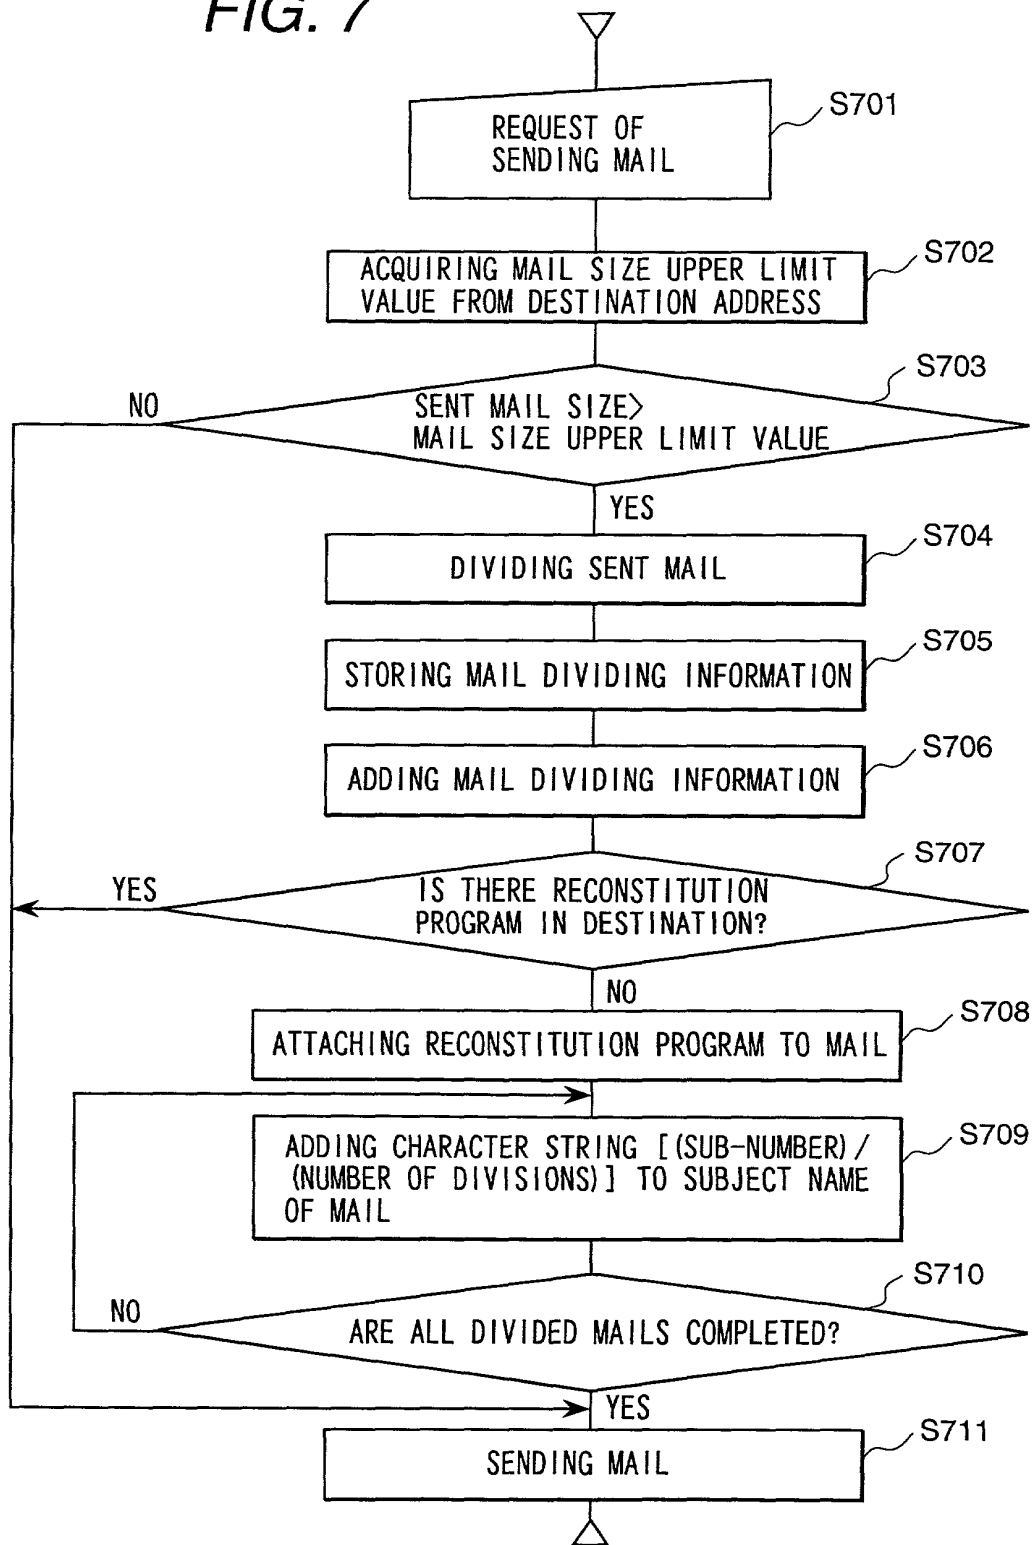 FIG. 7
S701
REQUEST OF
SENDING MAIL
S702
ACQUIRING MAIL SIZE UPPER LIMIT
VALUE FROM DESTINATION ADDRESS
S703
NO
SENT MAIL SIZE>
MAIL SIZE UPPER LIMIT VALUE
YES
S704
DIVIDING SENT MAIL
S705
STORING MAIL DIVIDING INFORMATION
S706
ADDING MAIL DIVIDING INFORMATION
S707
YES
IS THERE RECONSTITUTION
PROGRAM IN DESTINATION?
NO
S708
ATTACHING RECONSTITUTION PROGRAM TO MAIL
S709
ADDING CHARACTER STRING [(SUB-NUMBER)/
(NUMBER OF DIVISIONS)] TO SUBJECT NAME
OF MAIL
S710
NO
ARE ALL DIVIDED MAILS COMPLETED?
YES
S711
SENDING MAIL